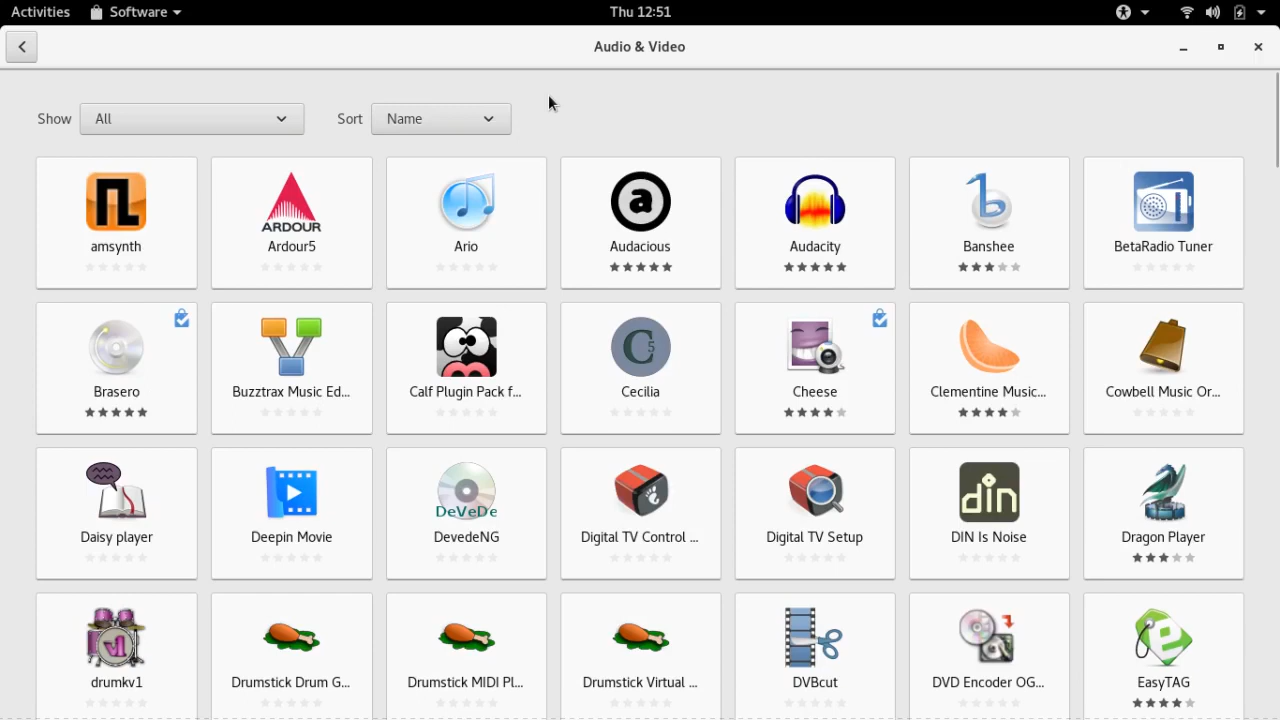 Activities Software Thu 12:51
Audio & Video
Show All Sort Name
ARDOUR
amsynth Ardour5 Ario Audacious Audacity Banshee BetaRadio Tuner
Brasero Buzztrax Music Ed... Calf Plugin Pack f... Cecilia Cheese Clementine Music... Cowbell Music Or...
DeVeDe din
Daisy player Deepin Movie DevedeNG Digital TV Control ... Digital TV Setup DIN Is Noise Dragon Player
drumkv1 Drumstick Drum G... Drumstick MIDI Pl... Drumstick Virtual ... DVBcut DVD Encoder OG... EasyTAG